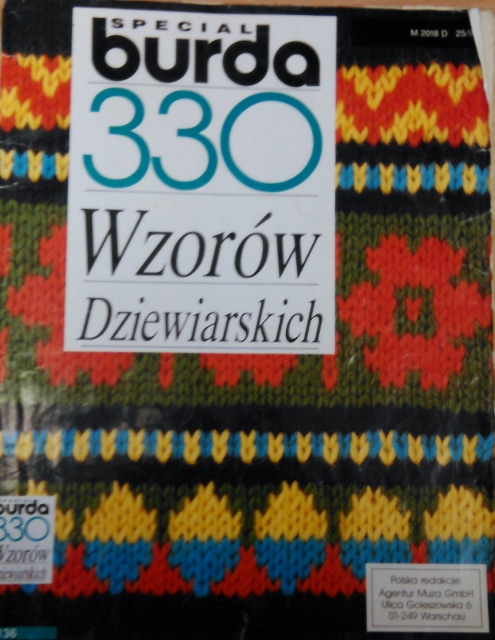 M 2018 D
SPECIAL
burda
330
Wzorów
Dziewiarskich
burda
330
Wzorów
Polska redakcje
Agentur Muza GmbH
Ulica Goleszowska 6
01-249 Warschau
136